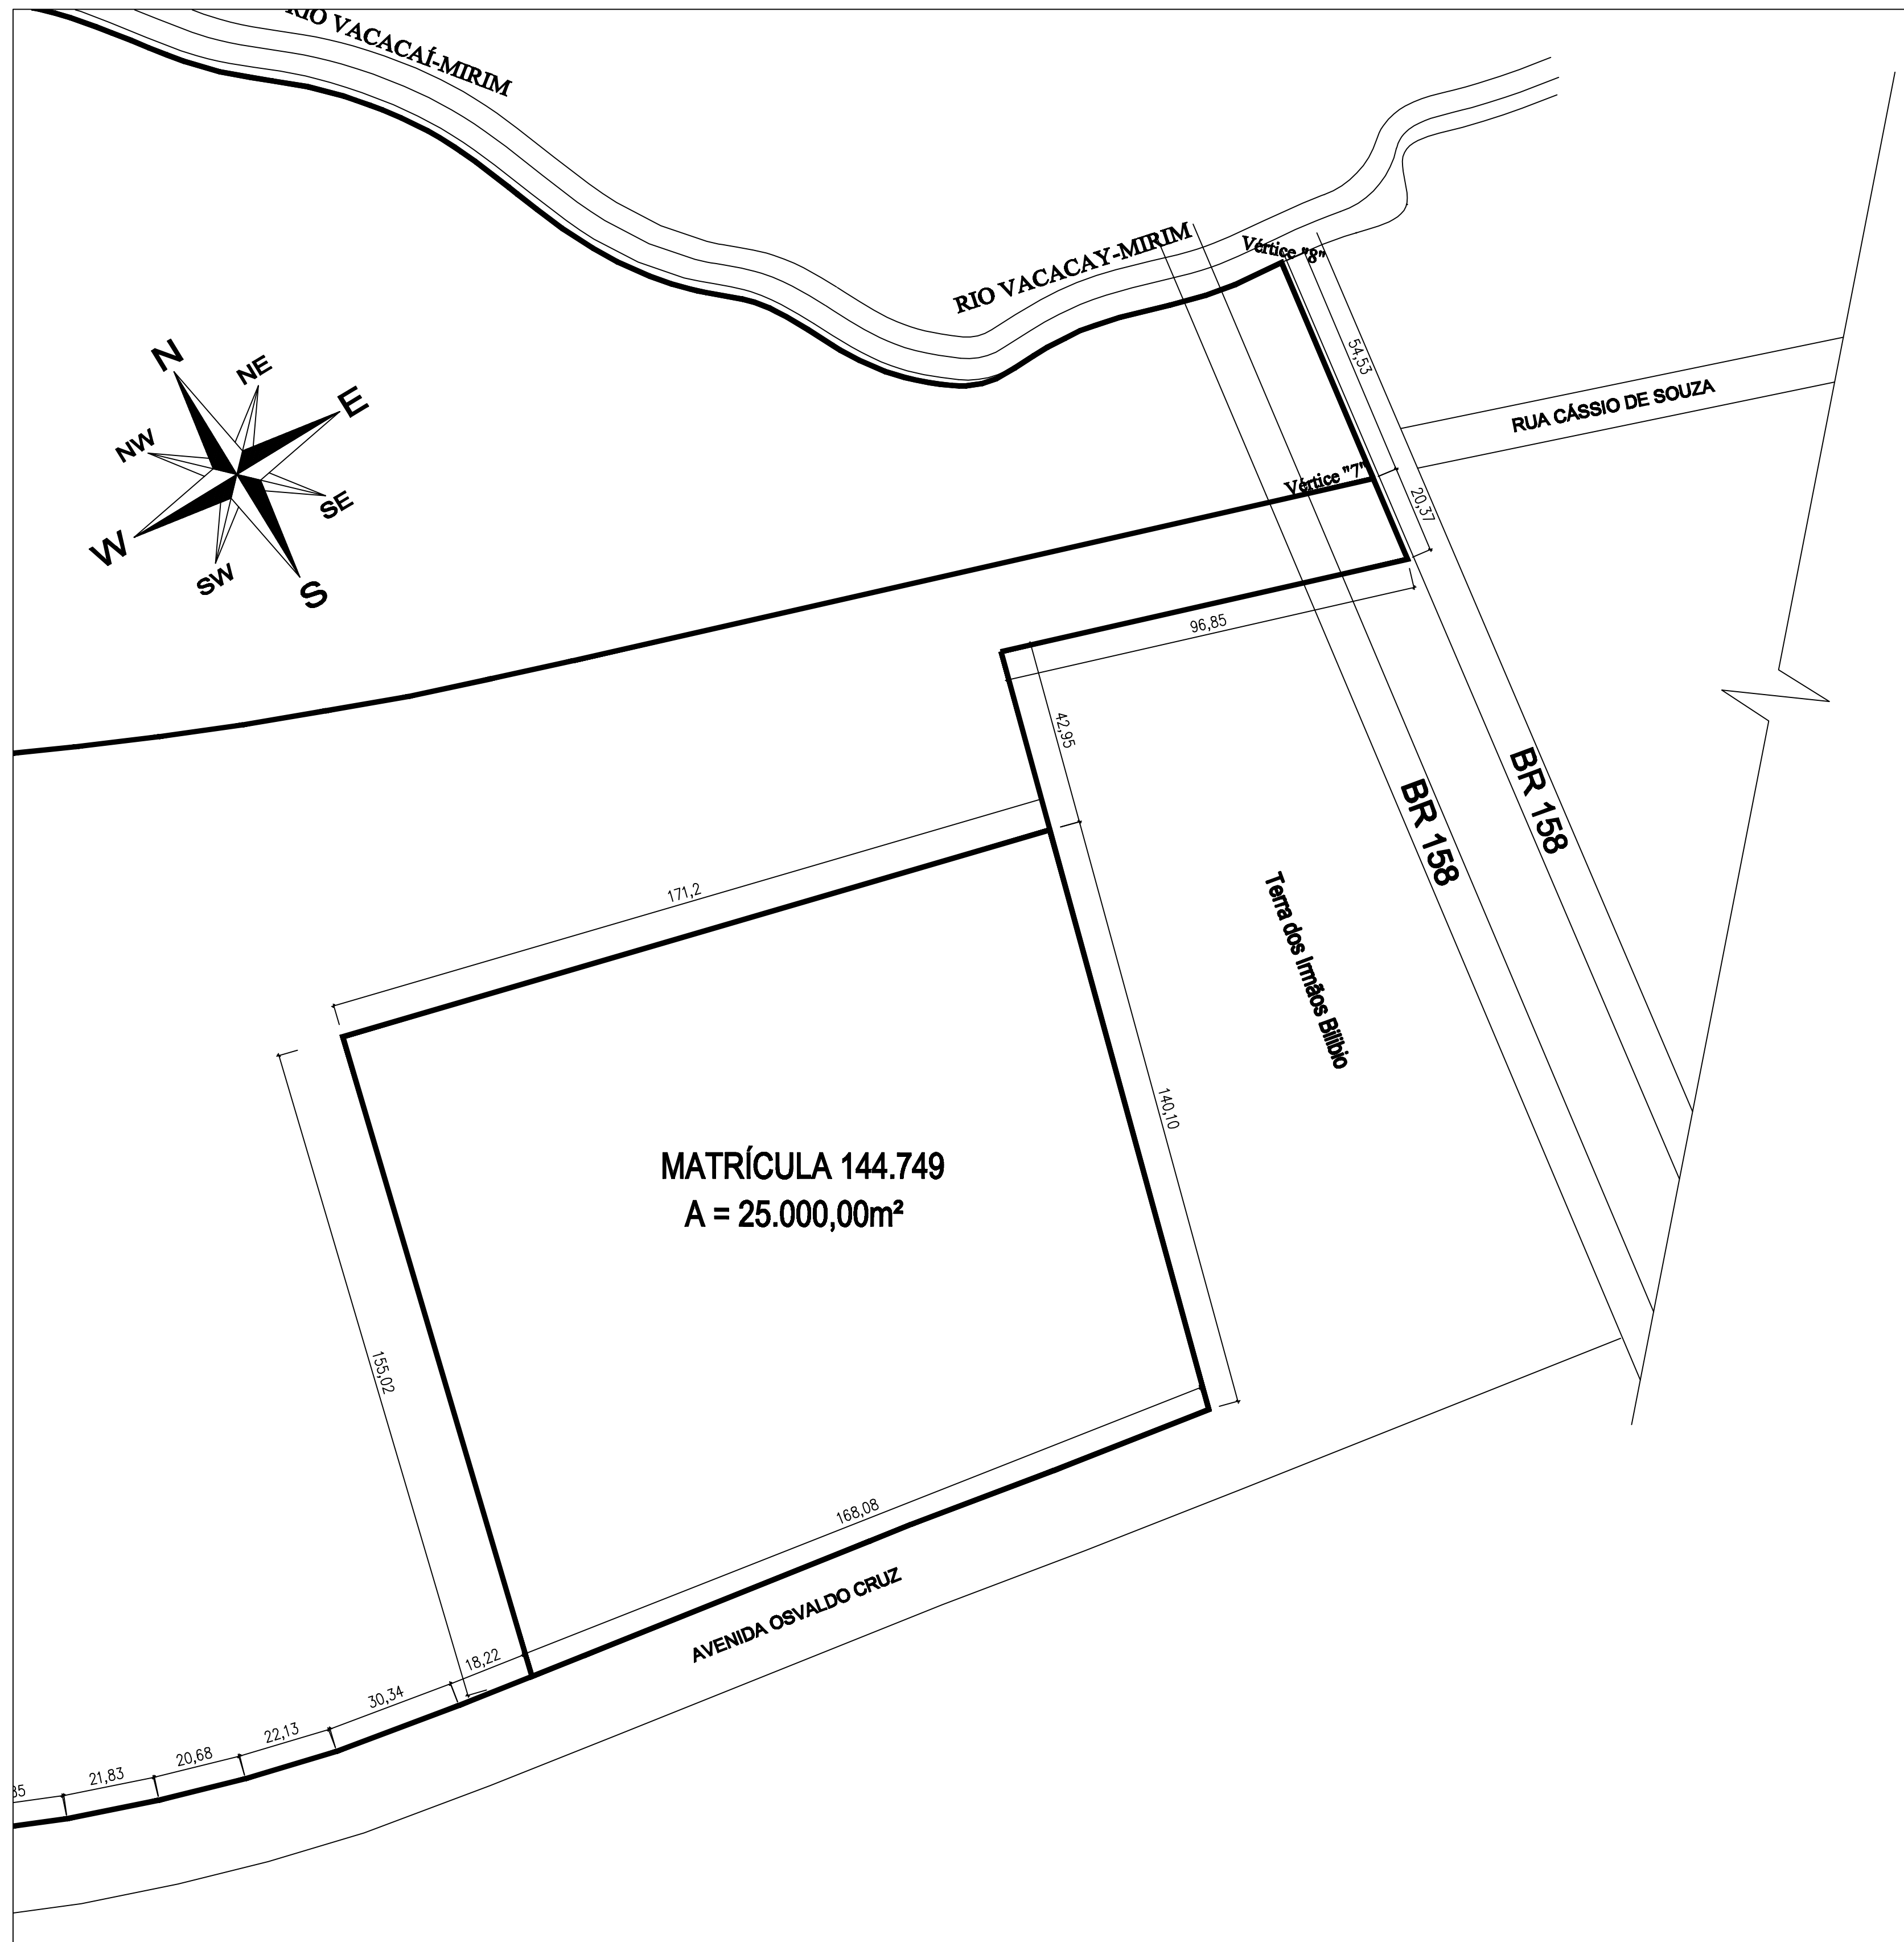 RIO VACACAÍ-MIRIM
RIO VACACAY-MIRIM
Vértice "8"
54,53
RUA CÁSSIO DE SOUZA
N
NE
E
NW
SE
W
SW
S
Vértice "7"
20,37
96,85
42,95
BR 158
BR 158
171,2
Terra dos Irmãos Bilibio
140,10
MATRÍCULA 144.749
A = 25.000,00m²
155,02
168,08
AVENIDA OSVALDO CRUZ
18,22
30,34
22,13
20,68
21,83
35